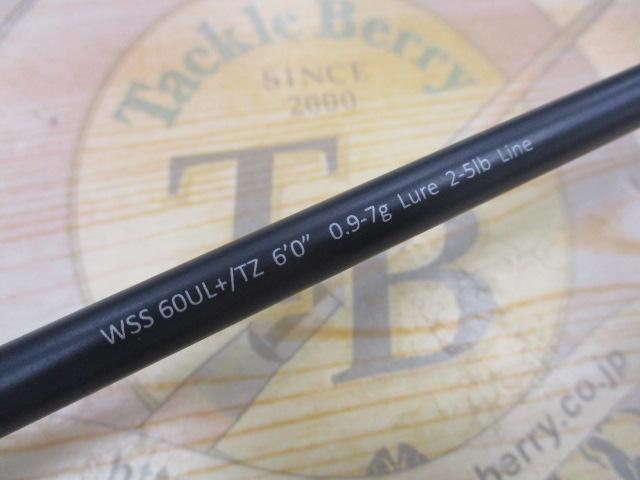 Tackle Berry
SINCE
2000
TB
WSS 60UL+/TZ 6'0" 0.9-7g Lure 2-5lb Line
berry.co.jp